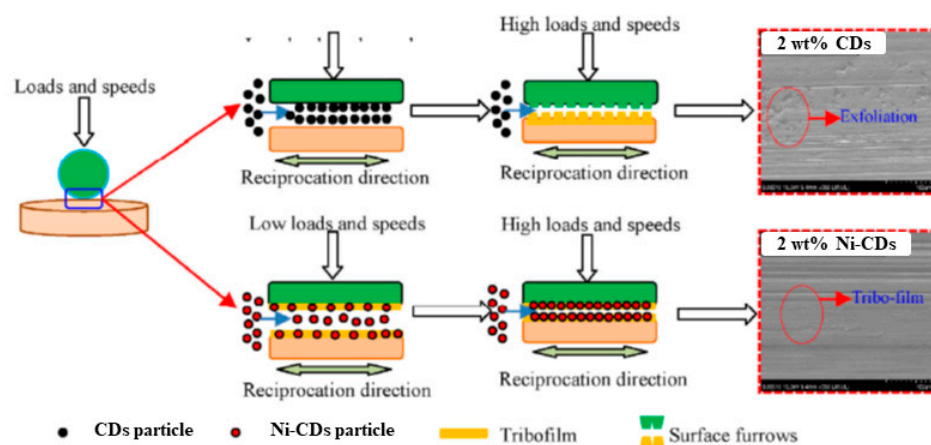 High loads and speeds
2 wt% CDs
Loads and speeds
Exfoliation
Reciprocation direction
Reciprocation direction
Low loads and speeds
High loads and speeds
2 wt% Ni-CDs
Tribo-film
Reciprocation direction
Reciprocation direction
CDs particle
Ni-CDs particle
Tribofilm
Surface furrows